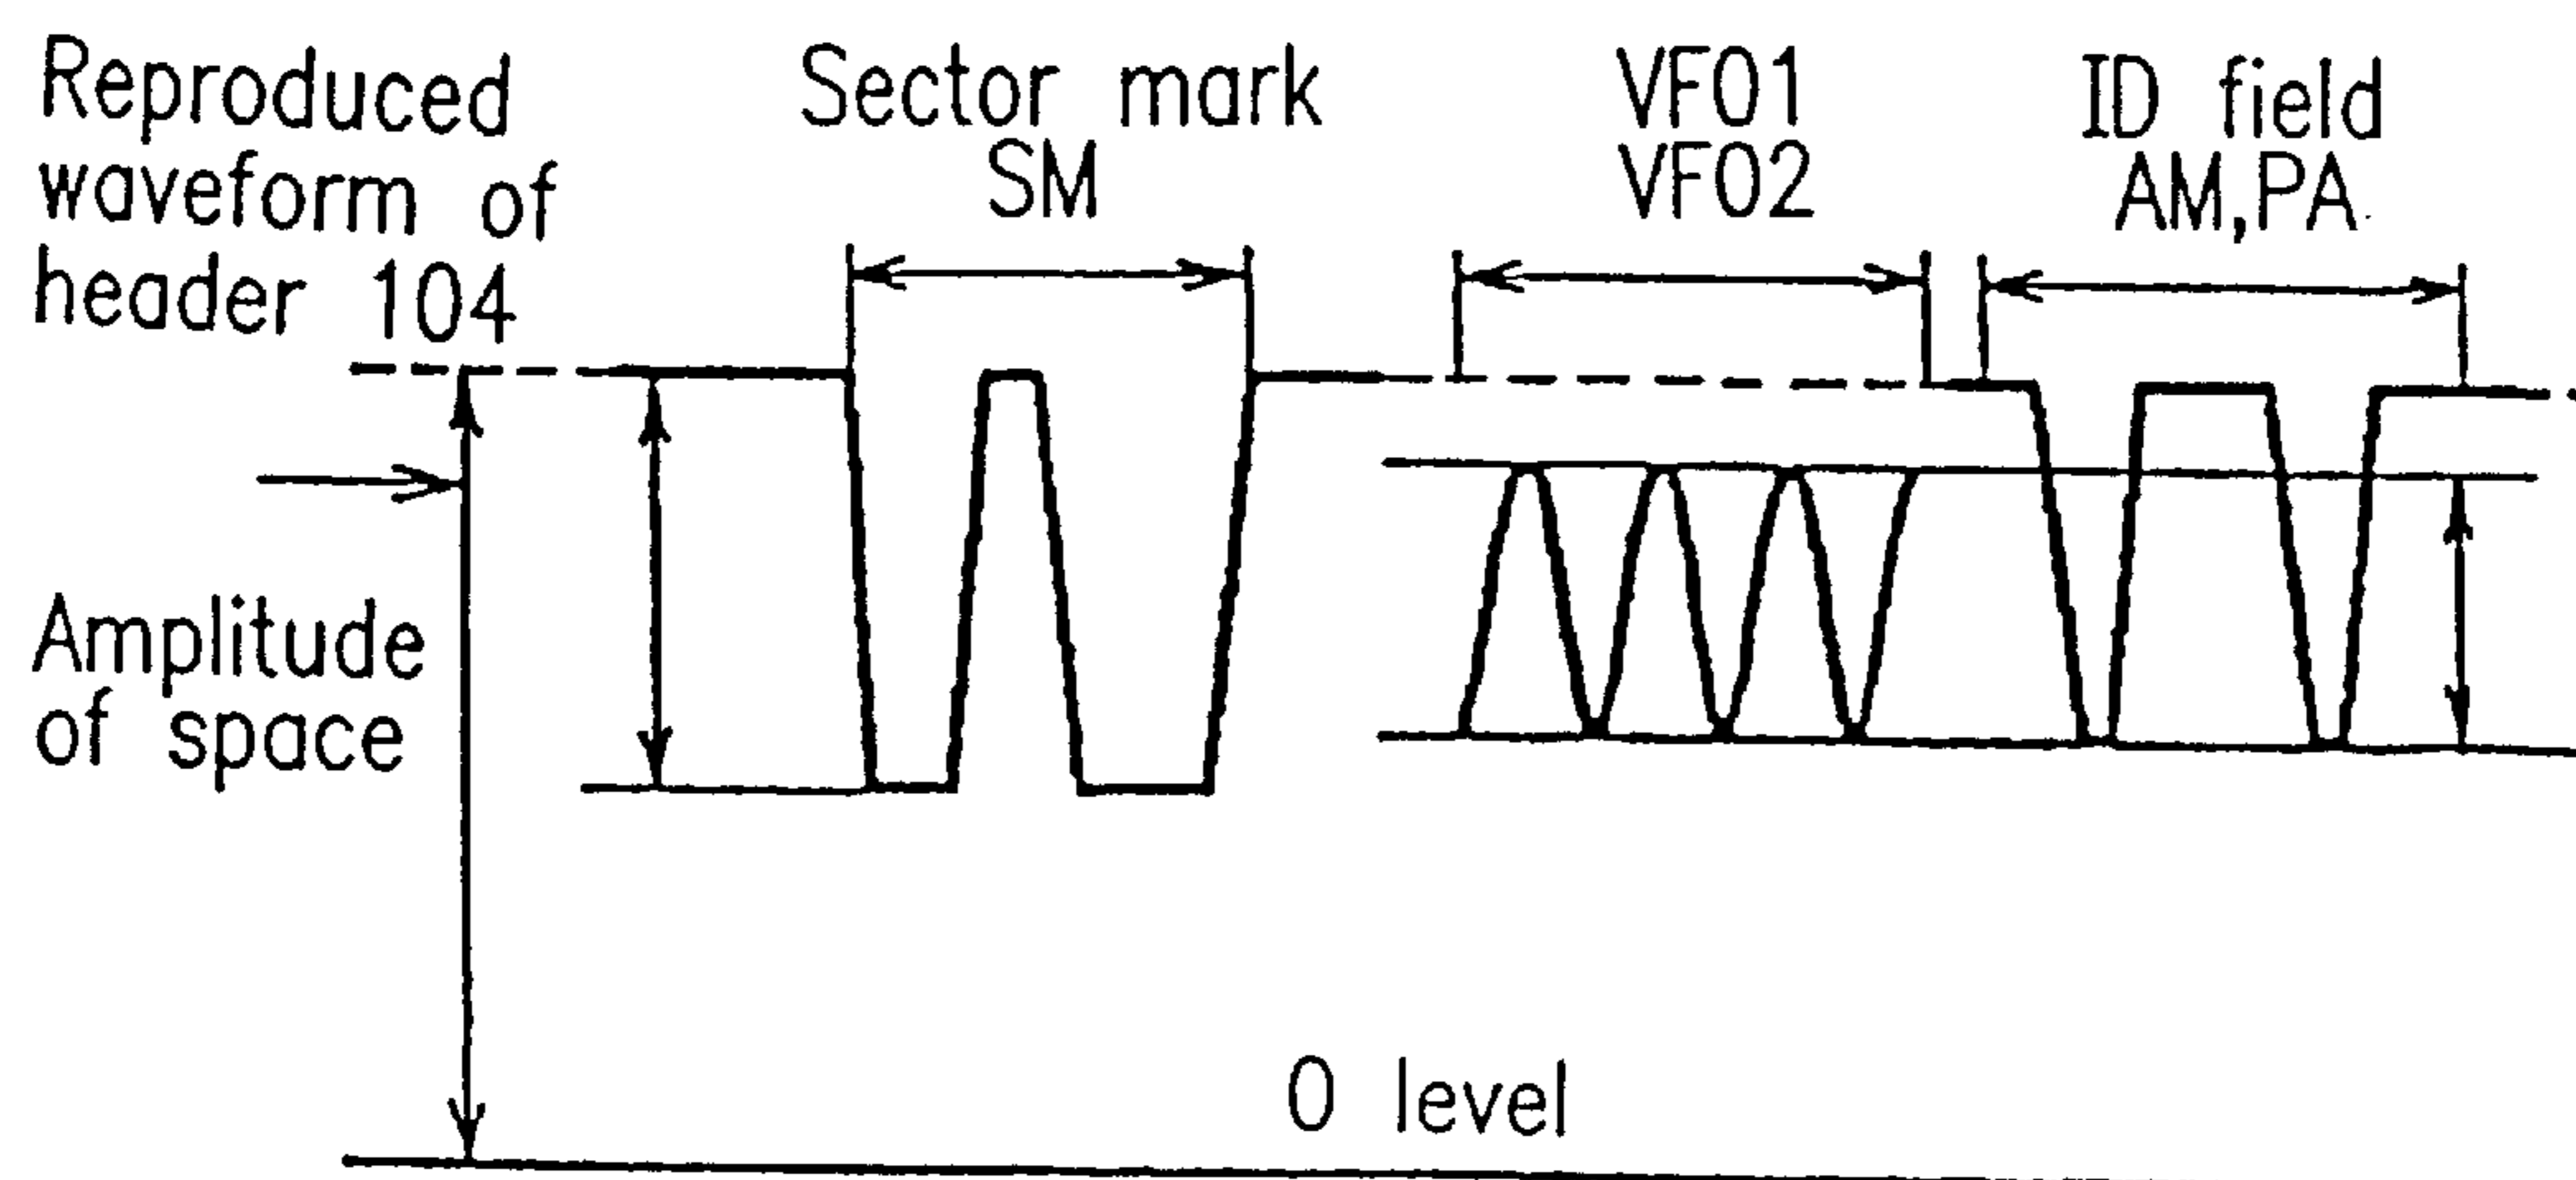 Reproduced
waveform of
header 104
Sector mark
SM
VFO1
VFO2
ID field
AM,PA
Amplitude
of space
0 level